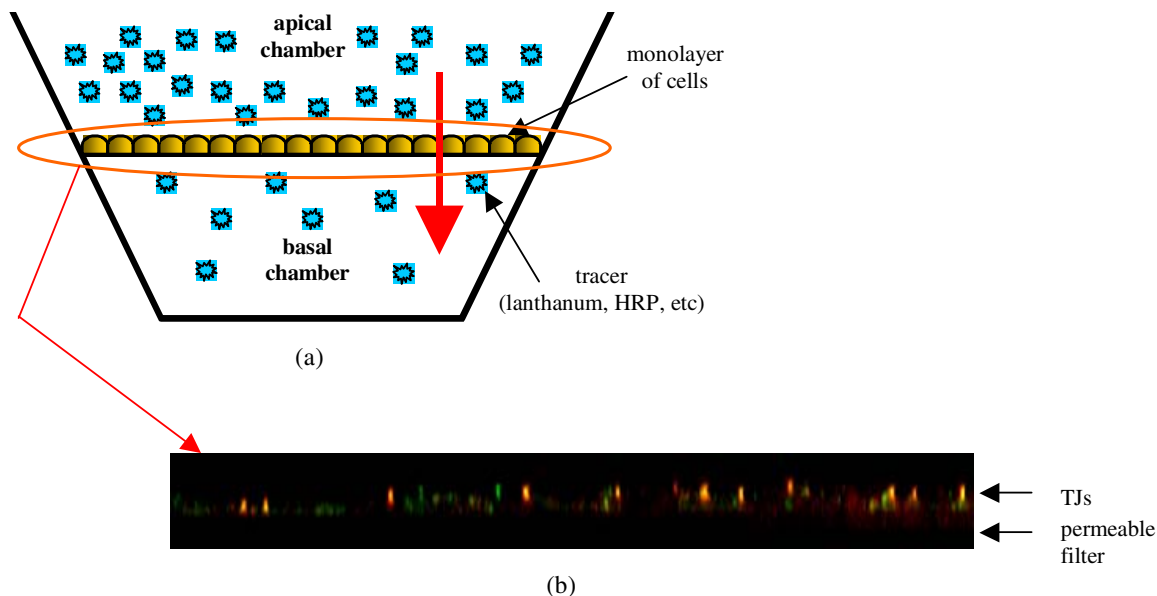 apical
chamber
monolayer
of cells
basal
chamber
tracer
(lanthanum, HRP, etc)
(a)
TJs
permeable
filter
(b)